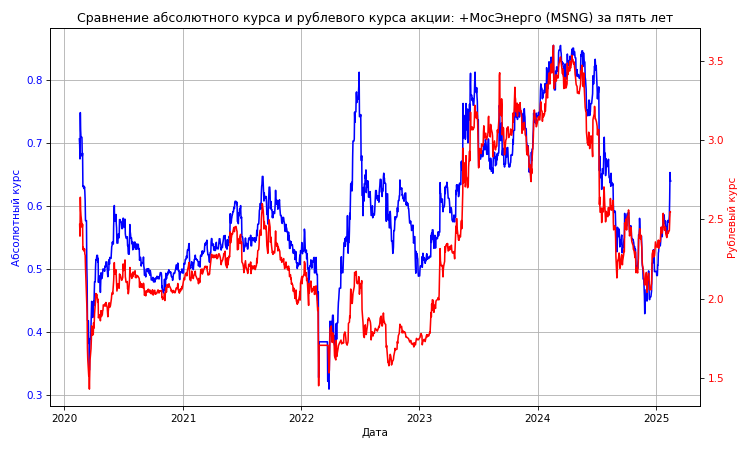 Сравнение абсолютного курса и рублевого курса акции: +МосЭнерго (MSNG) за пять лет
Абсолютный курс
0.8
0.7
0.6
0.5
0.4
0.3
3.5
3.0
2.5
2.0
1.5
Рублевый курс
2020 2021 2022 2023 2024 2025
Дата